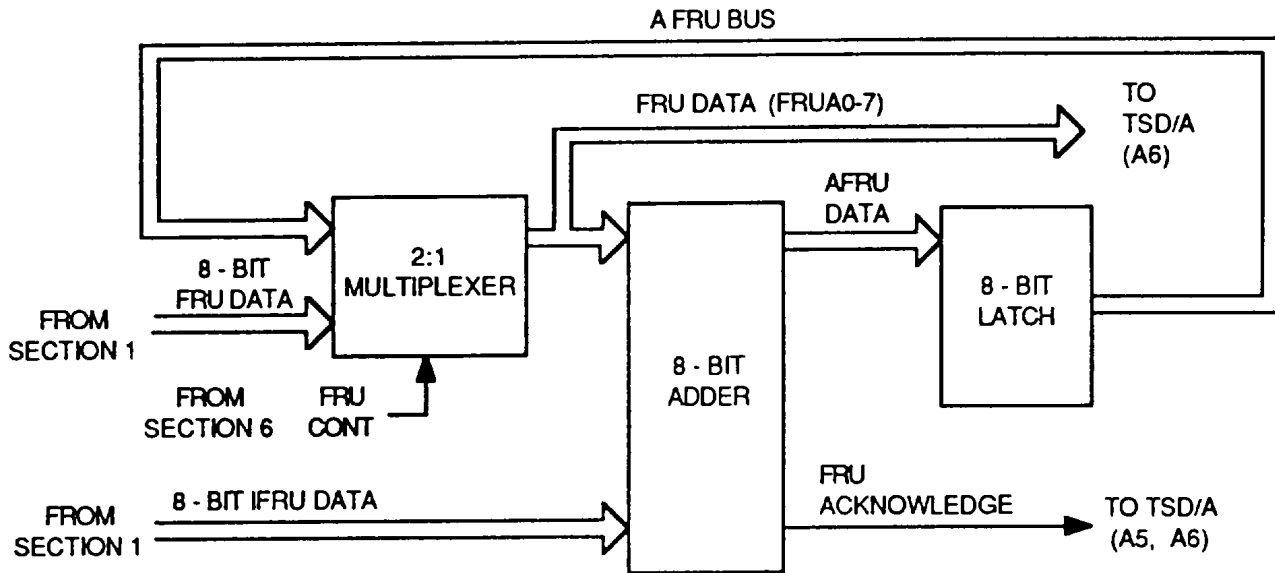 A FRU BUS
FRU DATA (FRUA0-7)
TO
TSD/A
(A6)
AFRU
DATA
2:1
MULTIPLEXER
8 - BIT
FRU DATA
FROM
SECTION 1
8 - BIT
LATCH
8 - BIT
ADDER
FROM
SECTION 6
FRU
CONT
8 - BIT IFRU DATA
FROM
SECTION 1
FRU
ACKNOWLEDGE
TO TSD/A
(A5, A6)